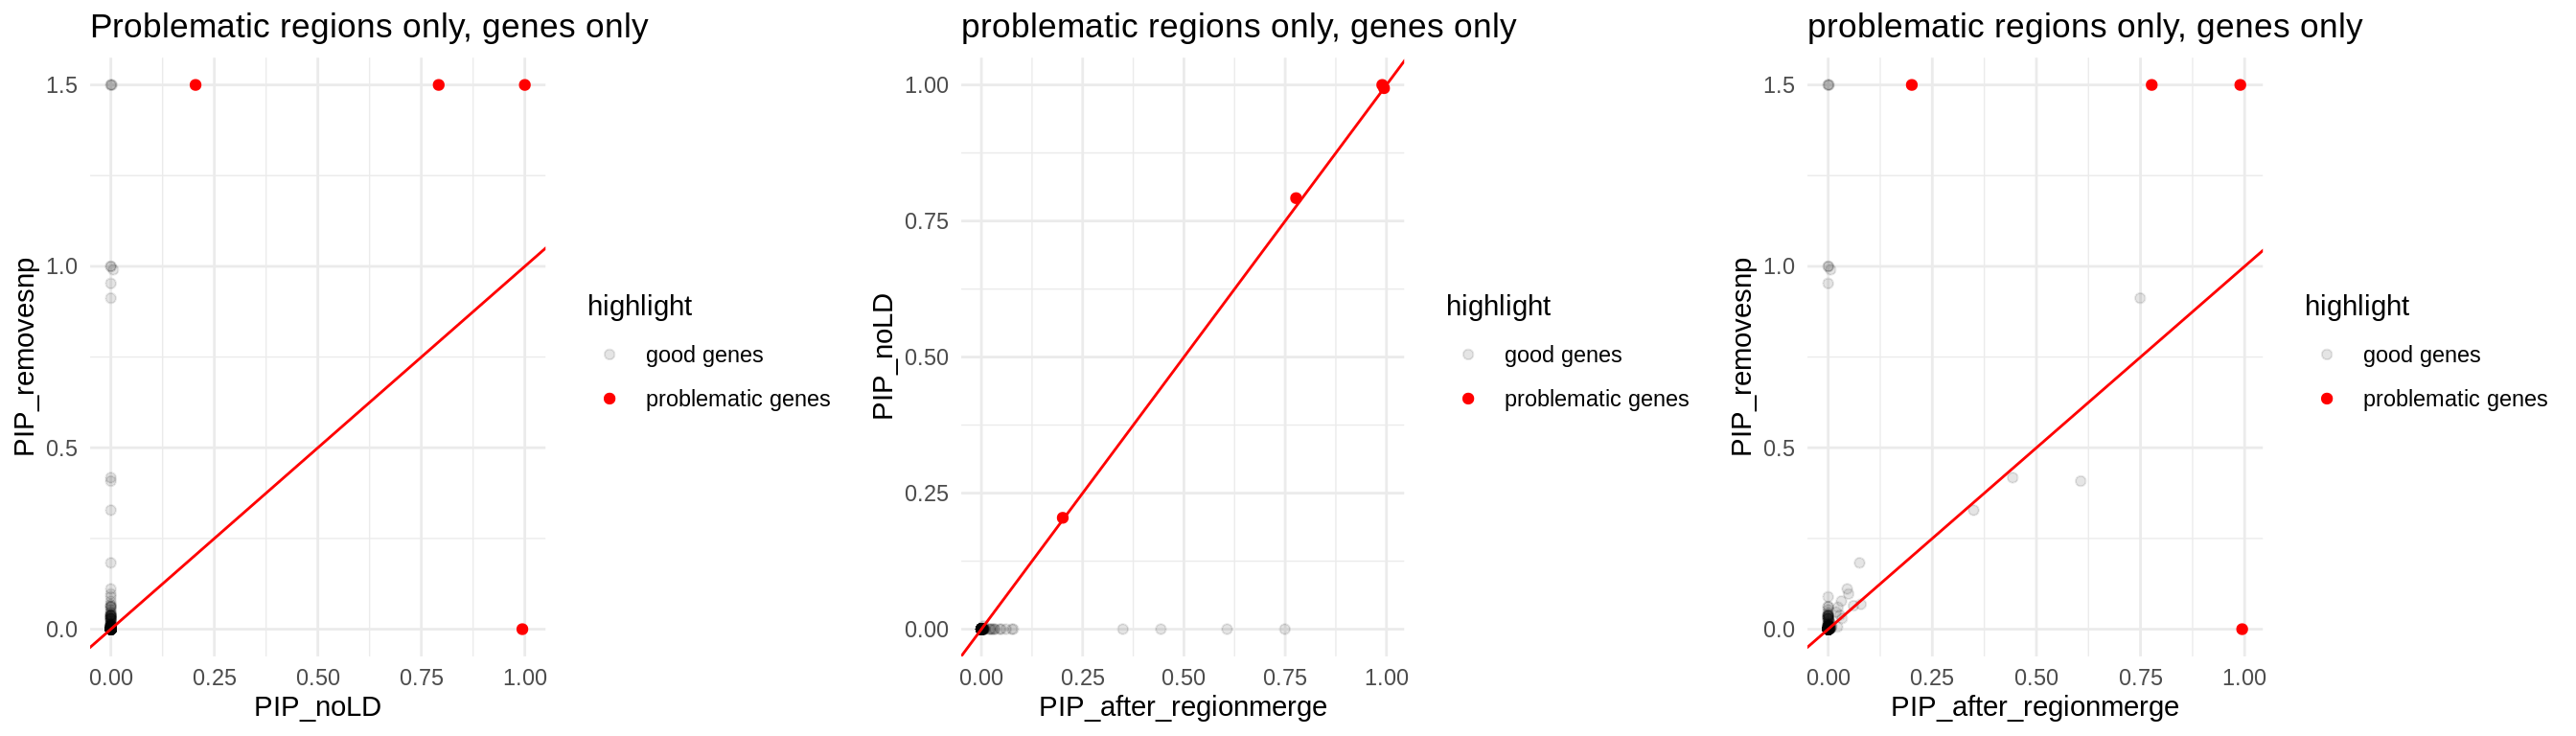 Problematic regions only, genes only
PIP_removesnp
1.5
1.0
0.5
0.0
0.00 0.25 0.50 0.75 1.00
PIP_noLD
highlight
good genes
problematic genes
problematic regions only, genes only
PIP_noLD
1.00
0.75
0.50
0.25
0.00
0.00 0.25 0.50 0.75 1.00
PIP_after_regionmerge
highlight
good genes
problematic genes
problematic regions only, genes only
PIP_removesnp
1.5
1.0
0.5
0.0
0.00 0.25 0.50 0.75 1.00
PIP_after_regionmerge
highlight
good genes
problematic genes